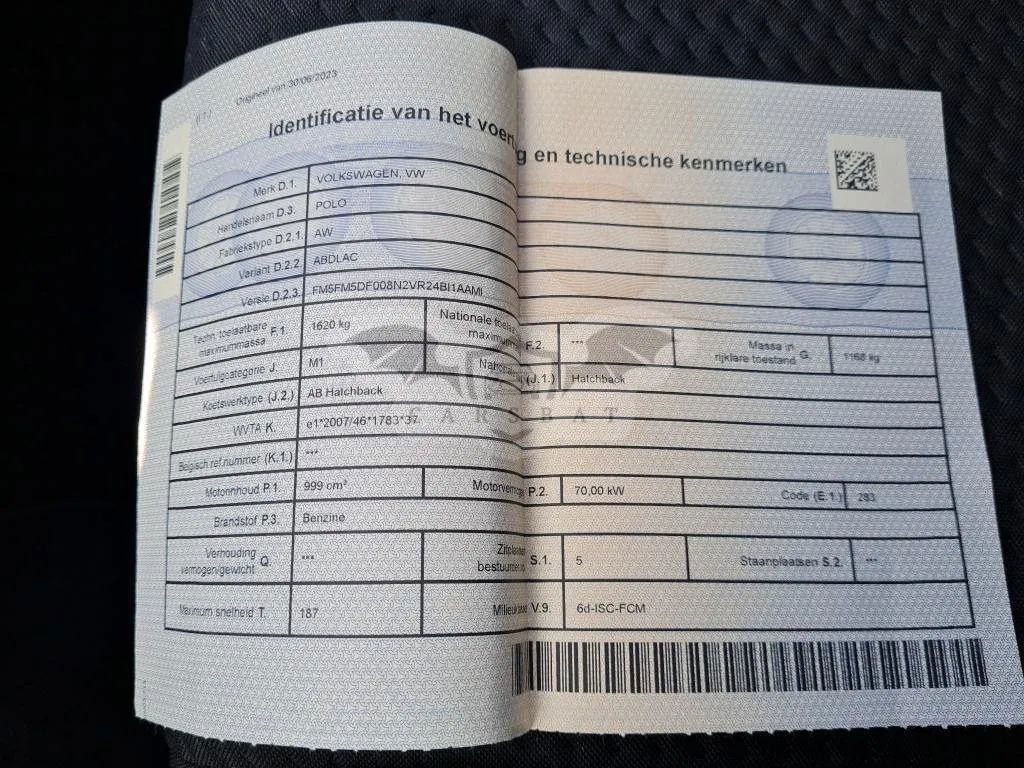 Origineel van 30/06/2023
Identificatie van het voer
g en technische kenmerken
Merk D.1. VOLKSWAGEN, VW
Handelsnaam D.3. POLO
Fabriekstype D.2.1. AW
Variant D.2.2. ABDLAC
Versie D.2.3. FM5FM5DF008N2VR24BI1AAMI
Techn. toelaatbare maximummassa F.1. 1620 kg Nationale F.2. *** Massa in rijklare toestand G. 1168 kg
Voertuigcategorie J. M1 (J.1.) Hatchback
Koetswerktype (J.2.) AB Hatchback
CARSBAT
WVTA K. e1*2007/46*1783*37
Belgisch ref.nummer (K.1.) ***
Motorinhoud P.1. 999 cm³ P.2. 70,00 kW Code (E.1.) 283
Brandstof P.3. Benzine
Verhouding vermogen/gewicht Q. *** S.1. 5 Staanplaatsen S.2. ***
Maximum snelheid T. 187 V.9. 6d-ISC-FCM